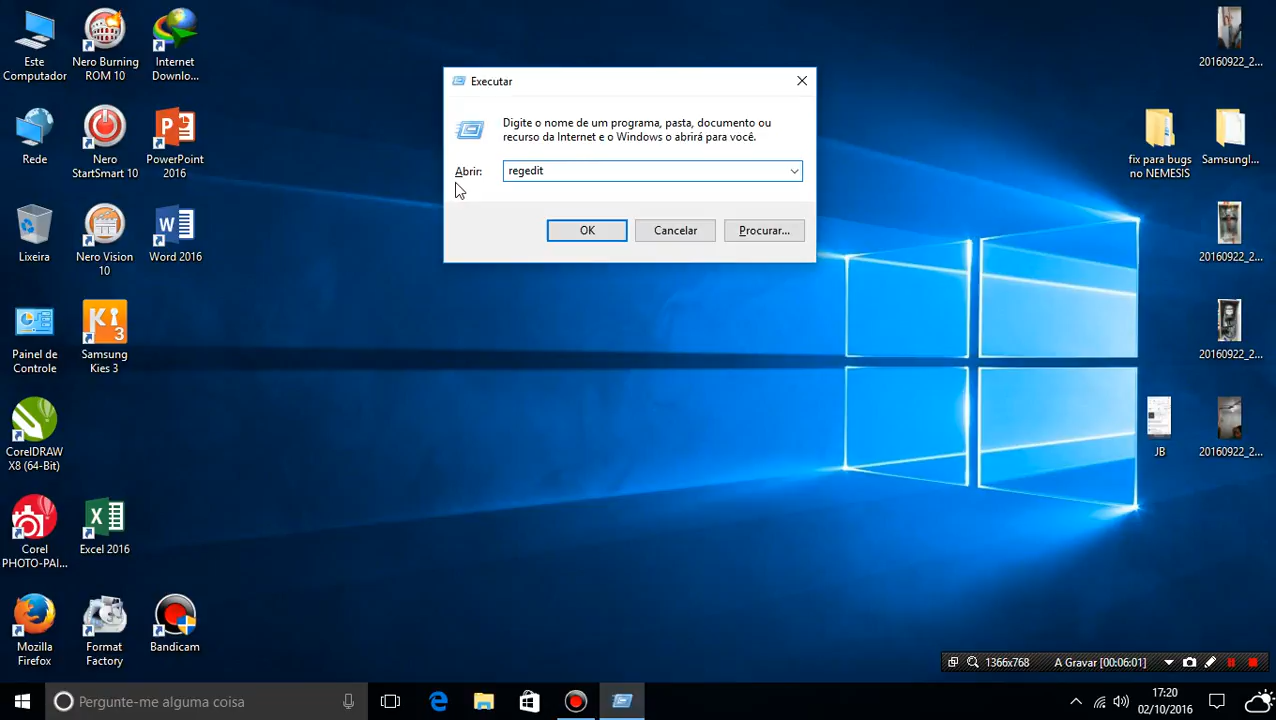 Este
Computador
Nero Burning
ROM 10
Internet
Downlo...
Rede
Nero
StartSmart 10
PowerPoint
2016
Lixeira
Nero Vision
10
Word 2016
Painel de
Controle
Samsung
Kies 3
CorelDRAW
X8 (64-Bit)
Corel
PHOTO-PAI...
Excel 2016
Mozilla
Firefox
Format
Factory
Bandicam
Executar
Digite o nome de um programa, pasta, documento ou
recurso da Internet e o Windows o abrirá para você.
Abrir: regedit
OK Cancelar Procurar...
20160922_2...
fix para bugs
no NEMESIS
SamsungI...
20160922_2...
20160922_2...
JB
20160922_2...
1366x768 A Gravar [00:06:01]
Pergunte-me alguma coisa
17:20
02/10/2016